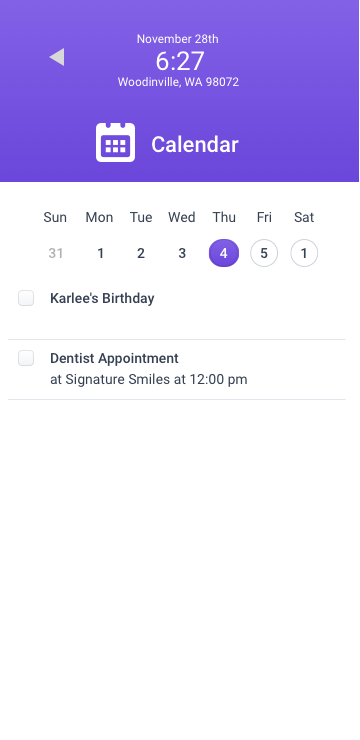 November 28th
6:27
Woodinville, WA 98072
Calendar
Sun Mon Tue Wed Thu Fri Sat
31 1 2 3 4 5 1
Karlee's Birthday
Dentist Appointment
at Signature Smiles at 12:00 pm